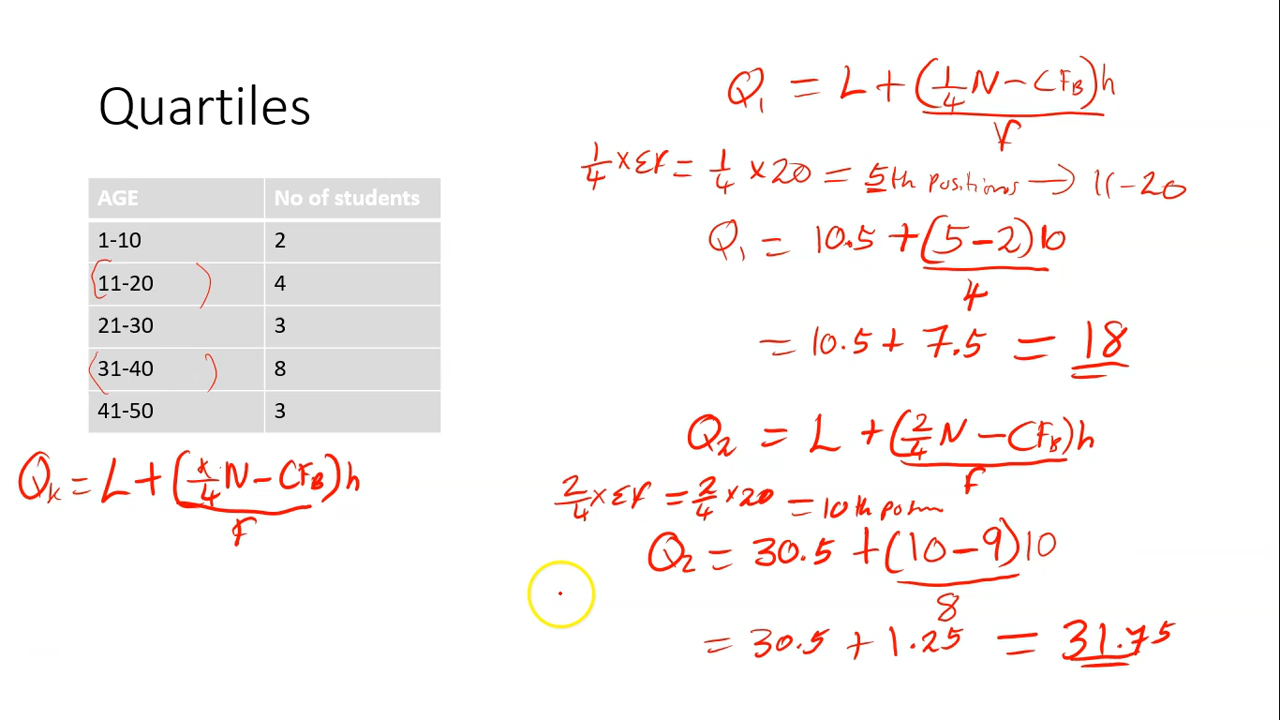 Quartiles
AGE No of students
1-10 2
11-20 4
21-30 3
31-40 8
41-50 3
Qk = L + (k/4 N - CFB)h / f
Q1 = L + (1/4 N - CFB)h / f
1/4 × Σf = 1/4 × 20 = 5th positions → 11-20
Q1 = 10.5 + (5 - 2)10 / 4
= 10.5 + 7.5 = 18
Q2 = L + (2/4 N - CFB)h / f
2/4 × Σf = 2/4 × 20 = 10th
Q2 = 30.5 + (10 - 9)10 / 8
= 30.5 + 1.25 = 31.75